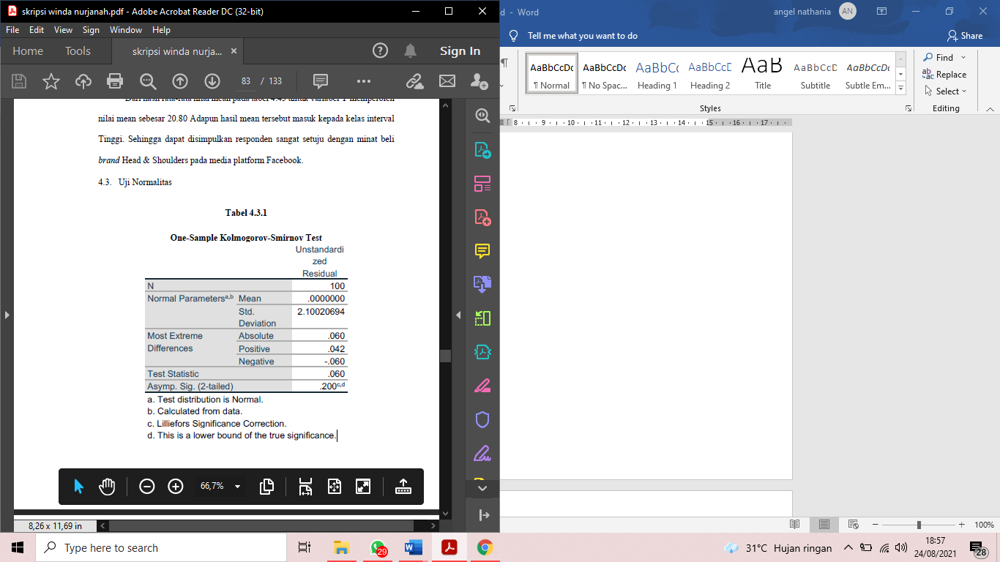 skripsi winda nurjanah.pdf - Adobe Acrobat Reader DC (32-bit)
File Edit View Sign Window Help
Home Tools skripsi winda nurja... × Sign In
83 / 133
nilai mean sebesar 20.80 Adapun hasil mean tersebut masuk kepada kelas interval
Tinggi. Sehingga dapat disimpulkan responden sangat setuju dengan minat beli
brand Head & Shoulders pada media platform Facebook.
4.3. Uji Normalitas
Tabel 4.3.1
One-Sample Kolmogorov-Smirnov Test
Unstandardi
zed
Residual
N 100
Normal Parametersa,b Mean .0000000
Std. 2.10020694
Deviation
Most Extreme Absolute .060
Differences Positive .042
Negative -.060
Test Statistic .060
Asymp. Sig. (2-tailed) .200c,d
a. Test distribution is Normal.
b. Calculated from data.
c. Lilliefors Significance Correction.
d. This is a lower bound of the true significance.
66,7%
8,26 x 11,69 in
d - Word angel nathania AN
Tell me what you want to do Share
AaBbCcDc AaBbCcDc AaBbCc AaBbCcE AaB AaBbCcD AaBbCcDc
¶ Normal ¶ No Spac... Heading 1 Heading 2 Title Subtitle Subtle Em...
Styles
Find
Replace
Select
Editing
8 9 10 11 12 13 14 15 16 17
100%
Type here to search
29
31°C Hujan ringan
18:57
24/08/2021
28